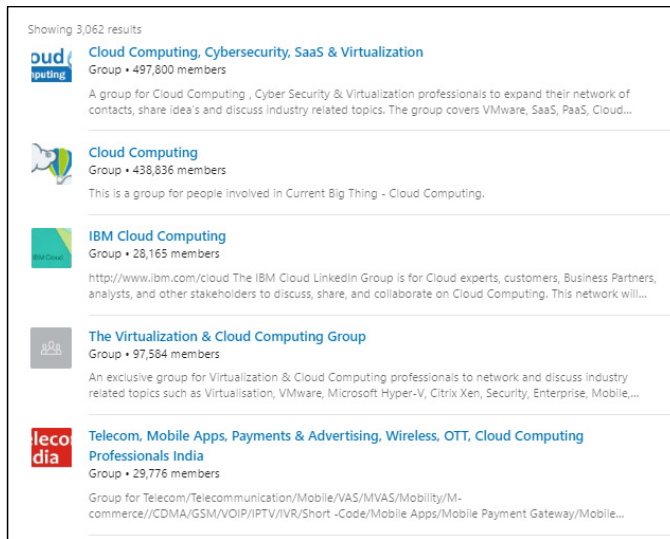 Showing 3,062 results
oud
nputing
Cloud Computing, Cybersecurity, SaaS & Virtualization
Group • 497,800 members
A group for Cloud Computing , Cyber Security & Virtualization professionals to expand their network of
contacts, share idea's and discuss industry related topics. The group covers VMware, SaaS, PaaS, Cloud...
Cloud Computing
Group • 438,836 members
This is a group for people involved in Current Big Thing - Cloud Computing.
IBM Cloud
IBM Cloud Computing
Group • 28,165 members
http://www.ibm.com/cloud The IBM Cloud LinkedIn Group is for Cloud experts, customers, Business Partners,
analysts, and other stakeholders to discuss, share, and collaborate on Cloud Computing. This network will...
The Virtualization & Cloud Computing Group
Group • 97,584 members
An exclusive group for Virtualization & Cloud Computing professionals to network and discuss industry
related topics such as Virtualisation, VMware, Microsoft Hyper-V, Citrix Xen, Security, Enterprise, Mobile,...
leco
dia
Telecom, Mobile Apps, Payments & Advertising, Wireless, OTT, Cloud Computing
Professionals India
Group • 29,776 members
Group for Telecom/Telecommunication/Mobile/VAS/MVAS/Mobility/M-
commerce//CDMA/GSM/VOIP/IPTV/IVR/Short -Code/Mobile Apps/Mobile Payment Gateway/Mobile...